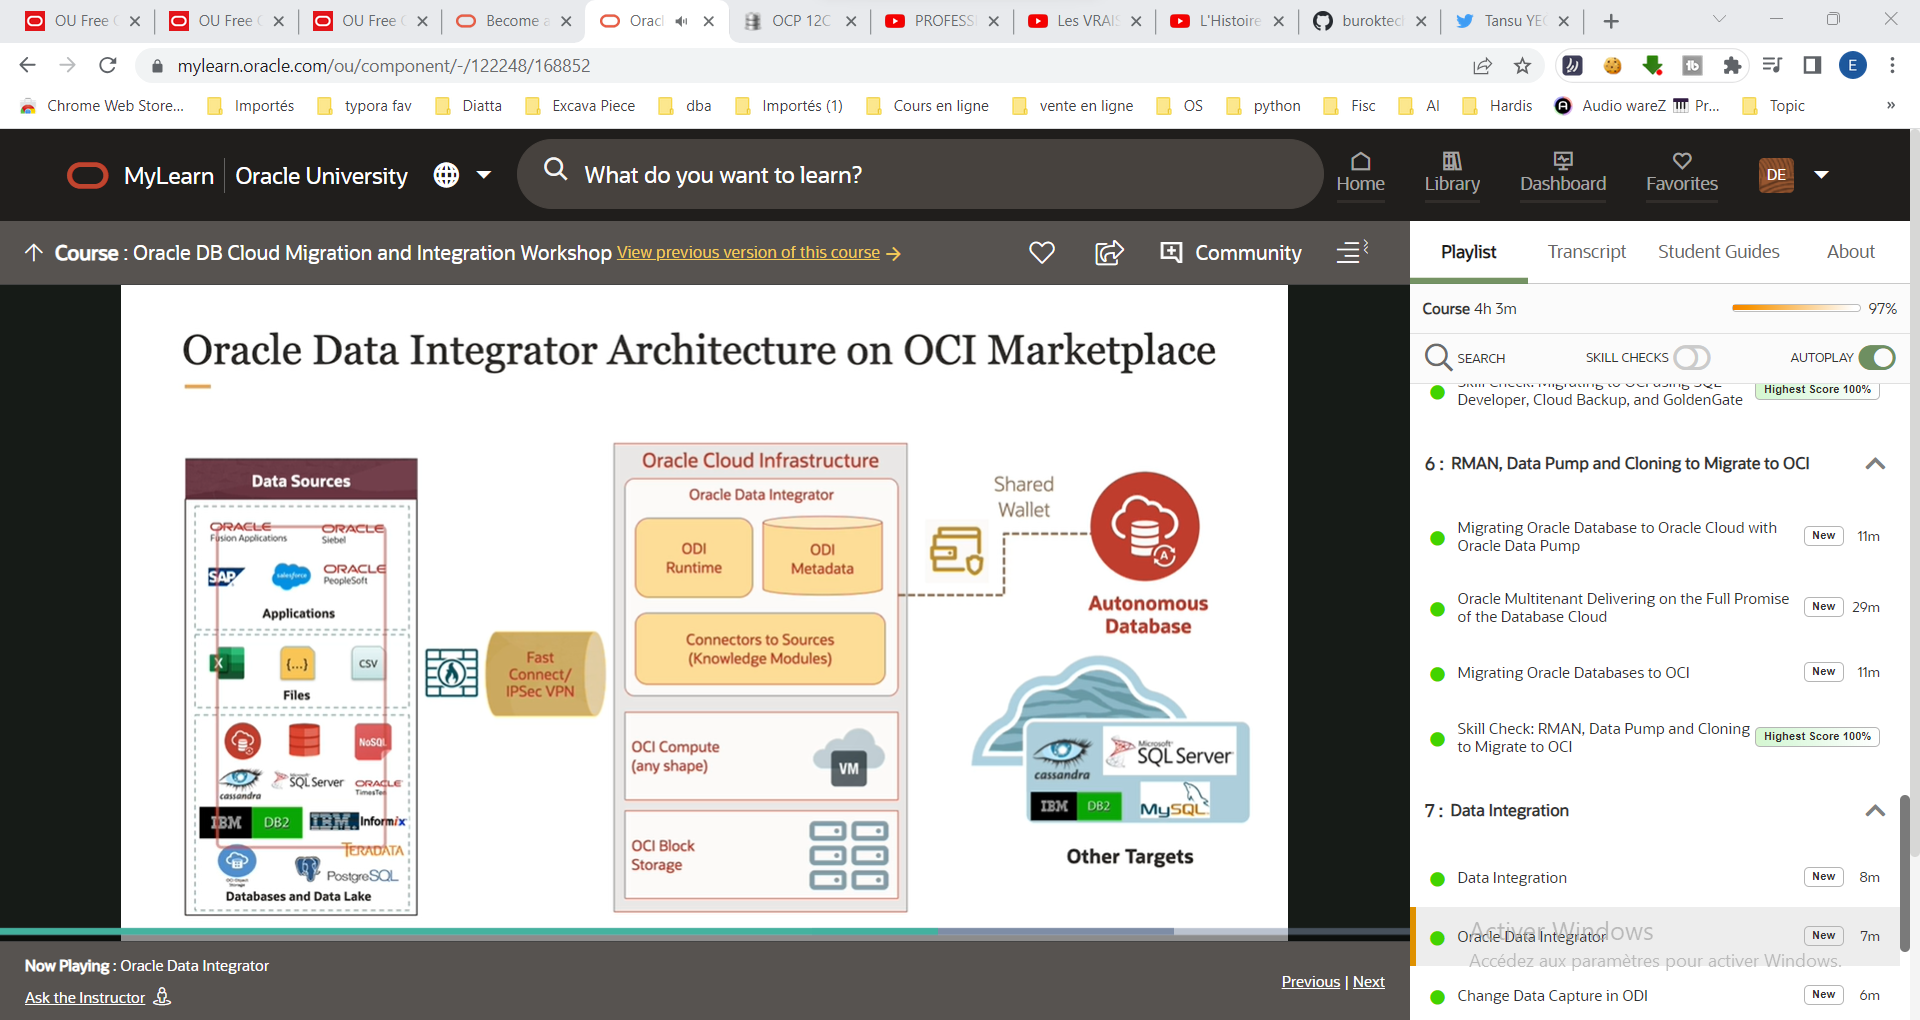 OU Free
OU Free
OU Free
Become a
Oracl
OCP 12C
PROFESS
Les VRAI
L'Histoire
buroktec
Tansu YE
mylearn.oracle.com/ou/component/-/122248/168852
E
Chrome Web Store...
Importés
typora fav
Diatta
Excava Piece
dba
Importés (1)
Cours en ligne
vente en ligne
OS
python
Fisc
AI
Hardis
Audio wareZ
Pr...
Topic
»
MyLearn
Oracle University
What do you want to learn?
Home
Library
Dashboard
Favorites
DE
Course : Oracle DB Cloud Migration and Integration Workshop View previous version of this course
Community
Oracle Data Integrator Architecture on OCI Marketplace
Data Sources
ORACLE
Fusion Applications
ORACLE
Siebel
SAP
salesforce
ORACLE
PeopleSoft
Applications
X
{...}
CSV
Files
NoSQL
cassandra
Microsoft
SQL Server
ORACLE
TimesTen
IBM DB2
IBM Informix
TERADATA
PostgreSQL
Databases and Data Lake
Fast
Connect/
IPSec VPN
Oracle Cloud Infrastructure
Oracle Data Integrator
ODI
Runtime
ODI
Metadata
Connectors to Sources
(Knowledge Modules)
OCI Compute
(any shape)
VM
OCI Block
Storage
Shared
Wallet
A
Autonomous
Database
cassandra
Microsoft
SQL Server
IBM DB2
MySQL
Other Targets
Now Playing : Oracle Data Integrator
Ask the Instructor
Previous | Next
Playlist
Transcript
Student Guides
About
Course 4h 3m
97%
SEARCH
SKILL CHECKS
AUTOPLAY
Skill Check: Migrating to OCI using SQL
Developer, Cloud Backup, and GoldenGate
Highest Score 100%
6 : RMAN, Data Pump and Cloning to Migrate to OCI
Migrating Oracle Database to Oracle Cloud with
Oracle Data Pump
New
11m
Oracle Multitenant Delivering on the Full Promise
of the Database Cloud
New
29m
Migrating Oracle Databases to OCI
New
11m
Skill Check: RMAN, Data Pump and Cloning
to Migrate to OCI
Highest Score 100%
7 : Data Integration
Data Integration
New
8m
Oracle Data Integrator
New
7m
Activer Windows
Accédez aux paramètres pour activer Windows.
Change Data Capture in ODI
New
6m